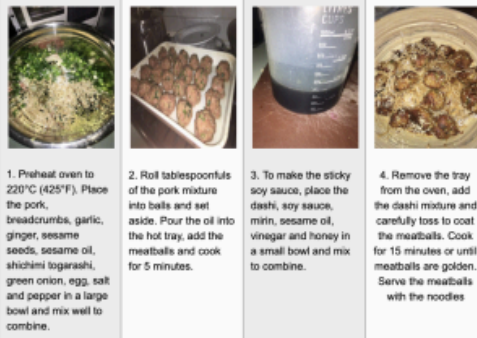 CUPS
1. Preheat oven to
220°C (425°F). Place
the pork,
breadcrumbs, garlic,
ginger, sesame
seeds, sesame oil,
shichimi togarashi,
green onion, egg, salt
and pepper in a large
bowl and mix well to
combine.
2. Roll tablespoonfuls
of the pork mixture
into balls and set
aside. Pour the oil into
the hot tray, add the
meatballs and cook
for 5 minutes.
3. To make the sticky
soy sauce, place the
dashi, soy sauce,
mirin, sesame oil,
vinegar and honey in
a small bowl and mix
to combine.
4. Remove the tray
from the oven, add
the dashi mixture and
carefully toss to coat
the meatballs. Cook
for 15 minutes or until
meatballs are golden.
Serve the meatballs
with the noodles